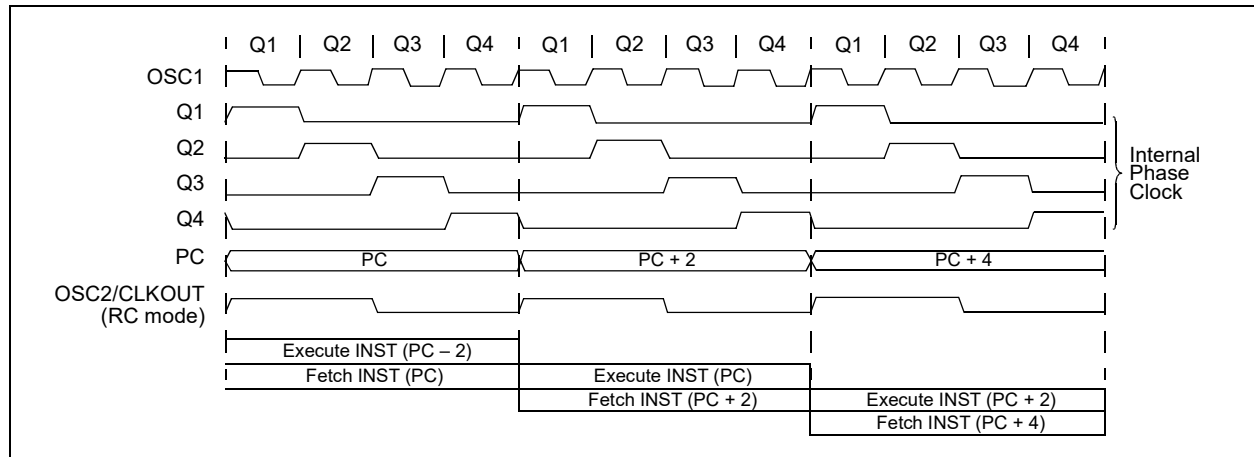 Q1 Q2 Q3 Q4 Q1 Q2 Q3 Q4 Q1 Q2 Q3 Q4
OSC1
Q1
Q2
Q3
Q4
Internal
Phase
Clock
PC PC PC + 2 PC + 4
OSC2/CLKOUT
(RC mode)
Execute INST (PC – 2)
Fetch INST (PC) Execute INST (PC)
Fetch INST (PC + 2) Execute INST (PC + 2)
Fetch INST (PC + 4)